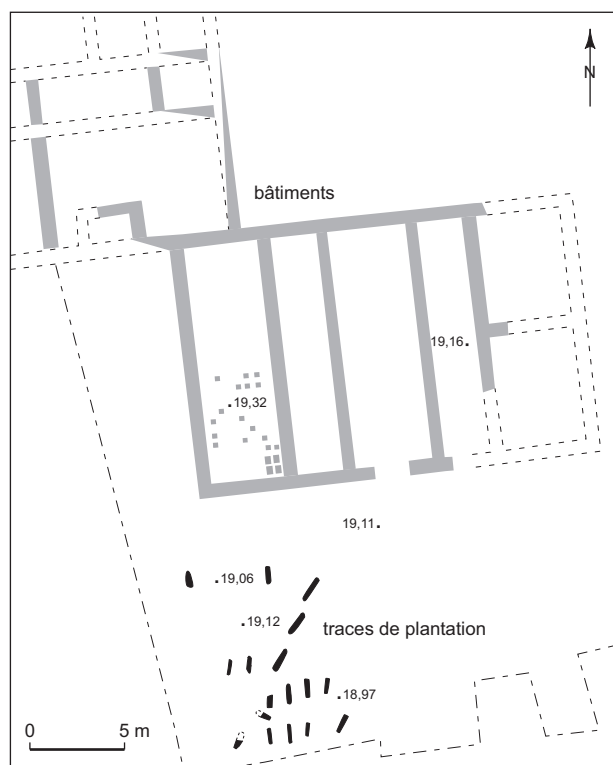 N
bâtiments
19,16
19,32
19,11
19,06
19,12
traces de plantation
18,97
0 5 m